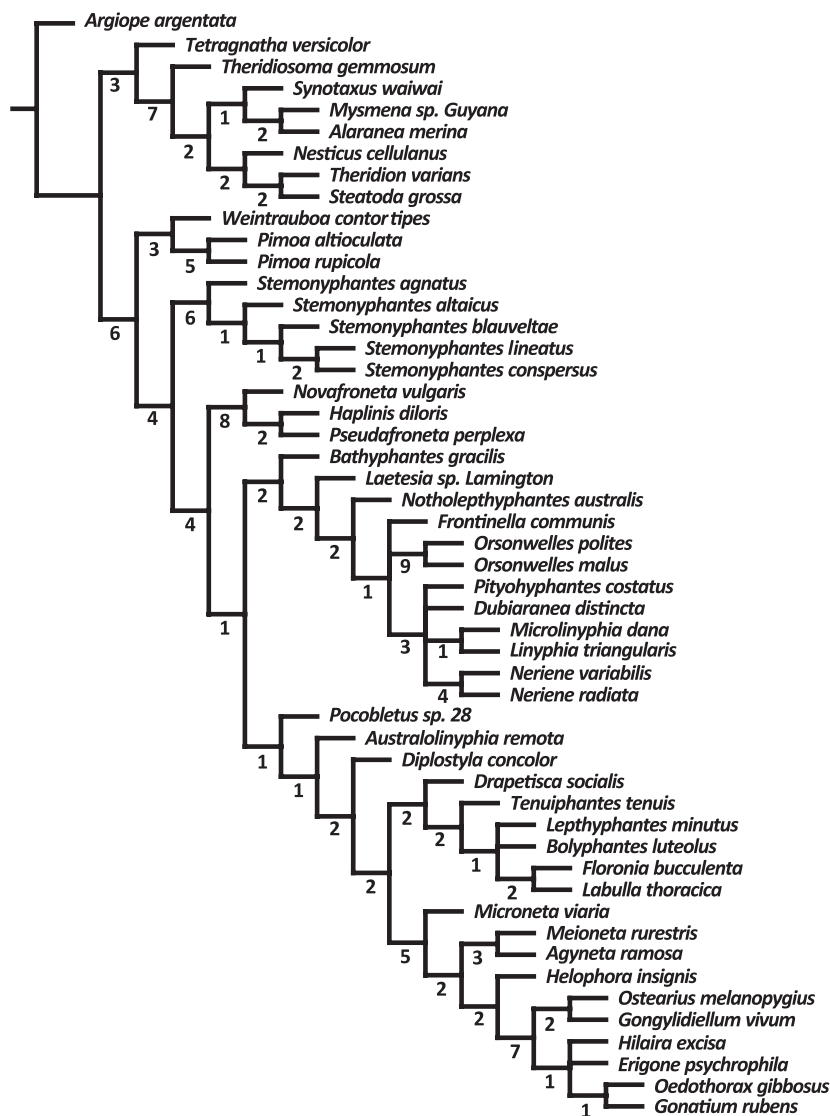 Argiope argentata
Tetragnatha versicolor
3
Theridiosoma gemmosum
7
Synotaxus waiwai
1
Mysmena sp. Guyana
2
Alaranea merina
2
Nesticus cellulanus
2
Theridion varians
2
Steatoda grossa
Weintrauboa contortipes
3
Pimoa altioculata
5
Pimoa rupicola
6
Stemonyphantes agnatus
6
Stemonyphantes altaicus
1
Stemonyphantes blauveltae
1
Stemonyphantes lineatus
2
Stemonyphantes conspersus
4
Novafroneta vulgaris
8
Haplinis diloris
2
Pseudafroneta perplexa
4
Bathyphantes gracilis
2
Laetesia sp. Lamington
2
Notholepthyphantes australis
2
Frontinella communis
1
Orsonwelles polites
9
Orsonwelles malus
Pityohyphantes costatus
Dubiaranea distincta
3
Microlinyphia dana
1
Linyphia triangularis
Neriene variabilis
4
Neriene radiata
1
Pocobletus sp. 28
1
Australolinyphia remota
1
Diplostyla concolor
2
Drapetisca socialis
2
Tenuiphantes tenuis
2
Lepthyphantes minutus
1
Bolyphantes luteolus
Floronia bucculenta
2
Labulla thoracica
2
Microneta viaria
5
Meioneta rurestris
3
Agyneta ramosa
2
Helophora insignis
2
Ostearius melanopygius
2
Gongylidiellum vivum
7
Hilaira excisa
Erigone psychrophila
1
Oedothorax gibbosus
1
Gonatium rubens